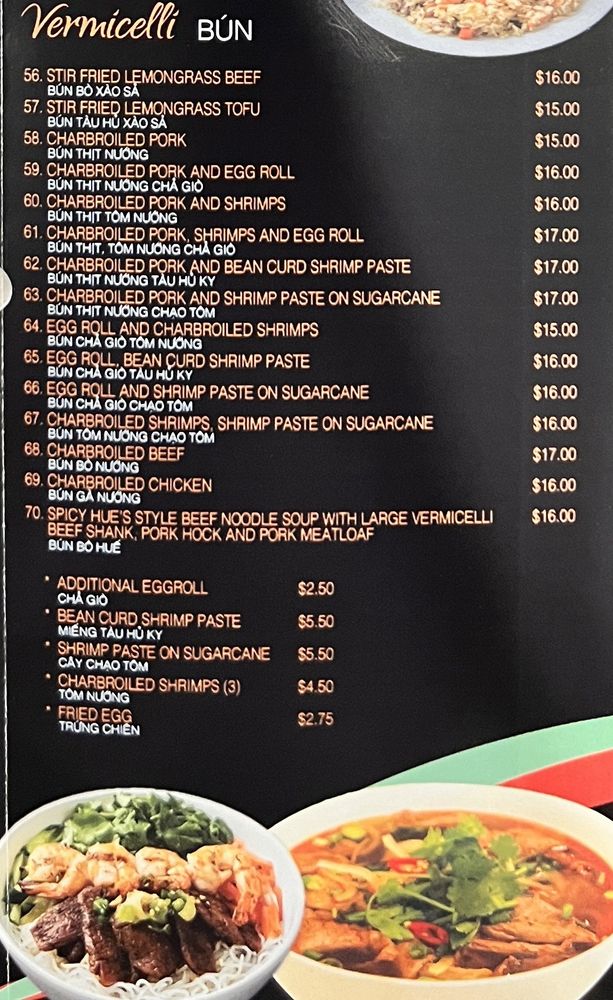 Vermicelli BÚN
56. STIR FRIED LEMONGRASS BEEF $16.00
BÚN BÒ XÀO SẢ
57. STIR FRIED LEMONGRASS TOFU $15.00
BÚN TÀU HỦ XÀO SẢ
58. CHARBROILED PORK $15.00
BÚN THỊT NƯỚNG
59. CHARBROILED PORK AND EGG ROLL $16.00
BÚN THỊT NƯỚNG CHẢ GIÒ
60. CHARBROILED PORK AND SHRIMPS $16.00
BÚN THỊT TÔM NƯỚNG
61. CHARBROILED PORK, SHRIMPS AND EGG ROLL $17.00
BÚN THỊT, TÔM NƯỚNG CHẢ GIÒ
62. CHARBROILED PORK AND BEAN CURD SHRIMP PASTE $17.00
BÚN THỊT NƯỚNG TÀU HỦ KY
63. CHARBROILED PORK AND SHRIMP PASTE ON SUGARCANE $17.00
BÚN THỊT NƯỚNG CHẠO TÔM
64. EGG ROLL AND CHARBROILED SHRIMPS $15.00
BÚN CHẢ GIÒ TÔM NƯỚNG
65. EGG ROLL, BEAN CURD SHRIMP PASTE $16.00
BÚN CHẢ GIÒ TÀU HỦ KY
66. EGG ROLL AND SHRIMP PASTE ON SUGARCANE $16.00
BÚN CHẢ GIÒ CHẠO TÔM
67. CHARBROILED SHRIMPS, SHRIMP PASTE ON SUGARCANE $16.00
BÚN TÔM NƯỚNG CHẠO TÔM
68. CHARBROILED BEEF $17.00
BÚN BÒ NƯỚNG
69. CHARBROILED CHICKEN $16.00
BÚN GÀ NƯỚNG
70. SPICY HUE'S STYLE BEEF NOODLE SOUP WITH LARGE VERMICELLI $16.00
BEEF SHANK, PORK HOCK AND PORK MEATLOAF
BÚN BÒ HUẾ
* ADDITIONAL EGGROLL $2.50
CHẢ GIÒ
* BEAN CURD SHRIMP PASTE $5.50
MIẾNG TÀU HỦ KY
* SHRIMP PASTE ON SUGARCANE $5.50
CÂY CHẠO TÔM
* CHARBROILED SHRIMPS (3) $4.50
TÔM NƯỚNG
* FRIED EGG $2.75
TRỨNG CHIÊN